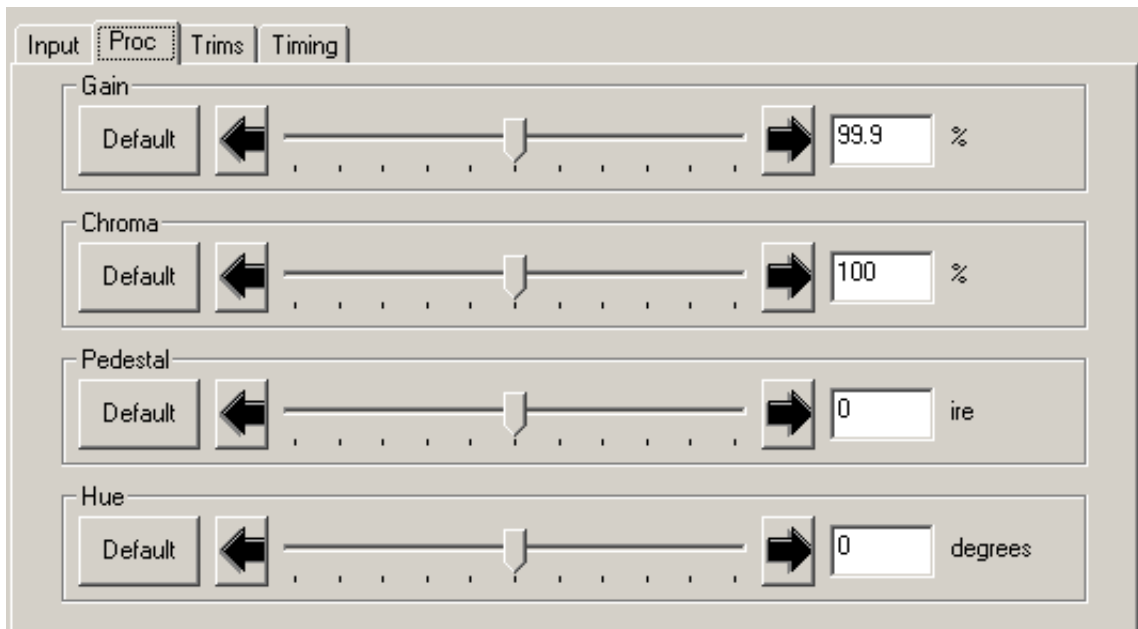 Input Proc Trims Timing
Gain
Default 99.9 %
Chroma
Default 100 %
Pedestal
Default 0 ire
Hue
Default 0 degrees